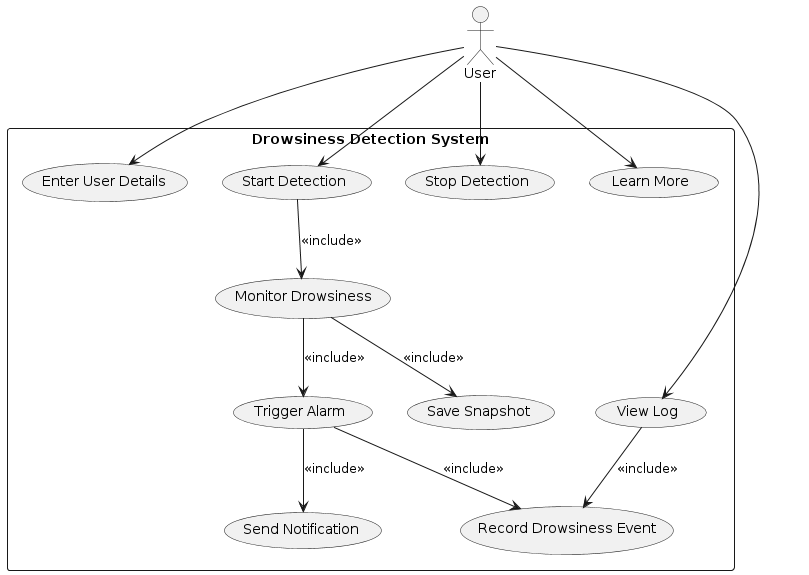 User
Drowsiness Detection System
Enter User Details
Start Detection
Stop Detection
Learn More
«include»
Monitor Drowsiness
«include»
«include»
Trigger Alarm
Save Snapshot
View Log
«include»
«include»
«include»
Send Notification
Record Drowsiness Event